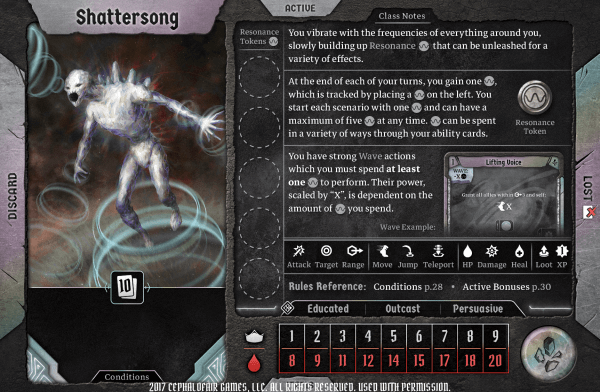 Shattersong
ACTIVE
Class Notes
Resonance
Tokens
You vibrate with the frequencies of everything around you,
slowly building up Resonance that can be unleashed for a
variety of effects.
At the end of each of your turns, you gain one ,
which is tracked by placing a on the left. You
start each scenario with one and can have a
maximum of five at any time. can be spent
in a variety of ways through your ability cards.
Resonance
Token
You have strong Wave actions
which you must spend at least
one to perform. Their power,
scaled by "X", is dependent on the
amount of you spend.
Wave Example:
Lifting Voice
WAVE:
-X
Grant all allies within 3 and self:
X
DISCARD
LOST
10
Attack Target Range Move Jump Teleport HP Damage Heal Loot XP
Rules Reference: Conditions p.28 • Active Bonuses p.30
Educated Outcast Persuasive
1 2 3 4 5 6 7 8 9
8 9 11 12 14 15 17 18 20
Conditions
2017 CEPHALOFAIR GAMES, LLC. ALL RIGHTS RESERVED. USED WITH PERMISSION.